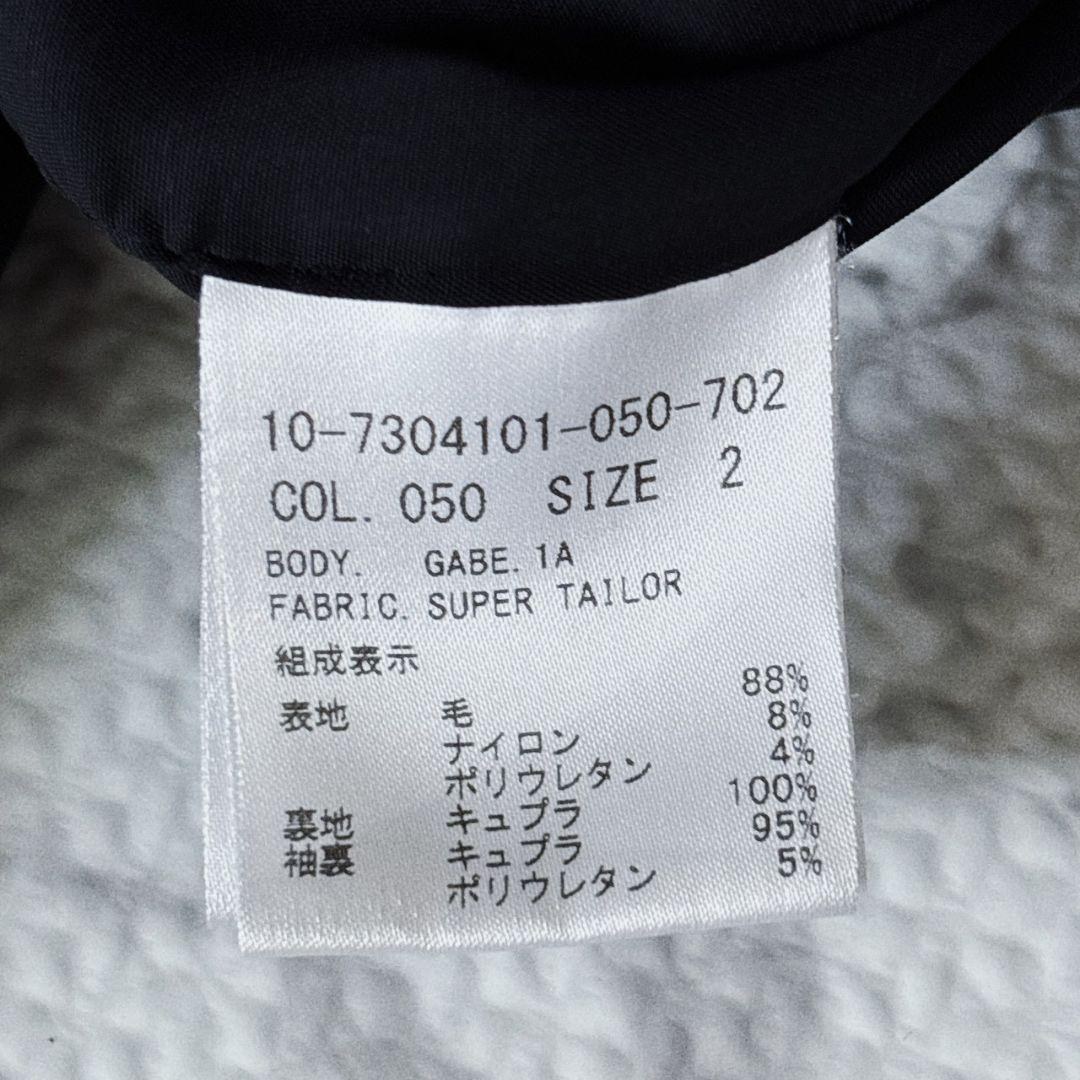 10-7304101-050-702
COL. 050 SIZE 2
BODY. GABE. 1A
FABRIC. SUPER TAILOR
組成表示
表地 毛 88%
ナイロン 8%
ポリウレタン 4%
裏地 キュプラ 100%
袖裏 キュプラ 95%
ポリウレタン 5%